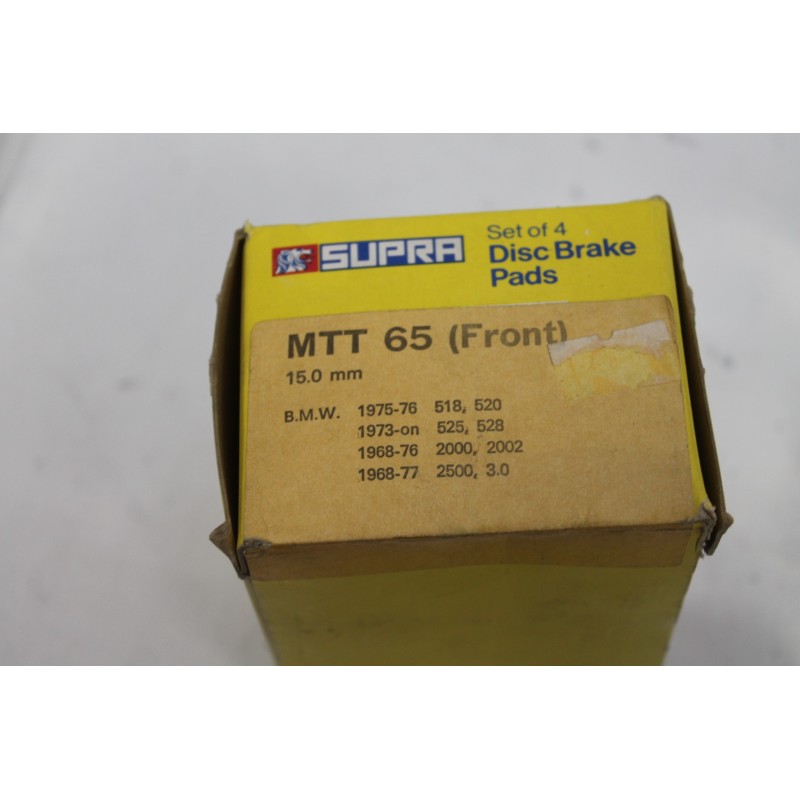 SUPRA
Set of 4
Disc Brake
Pads
MTT 65 (Front)
15.0 mm
B.M.W. 1975-76 518, 520
1973-on 525, 528
1968-76 2000, 2002
1968-77 2500, 3.0